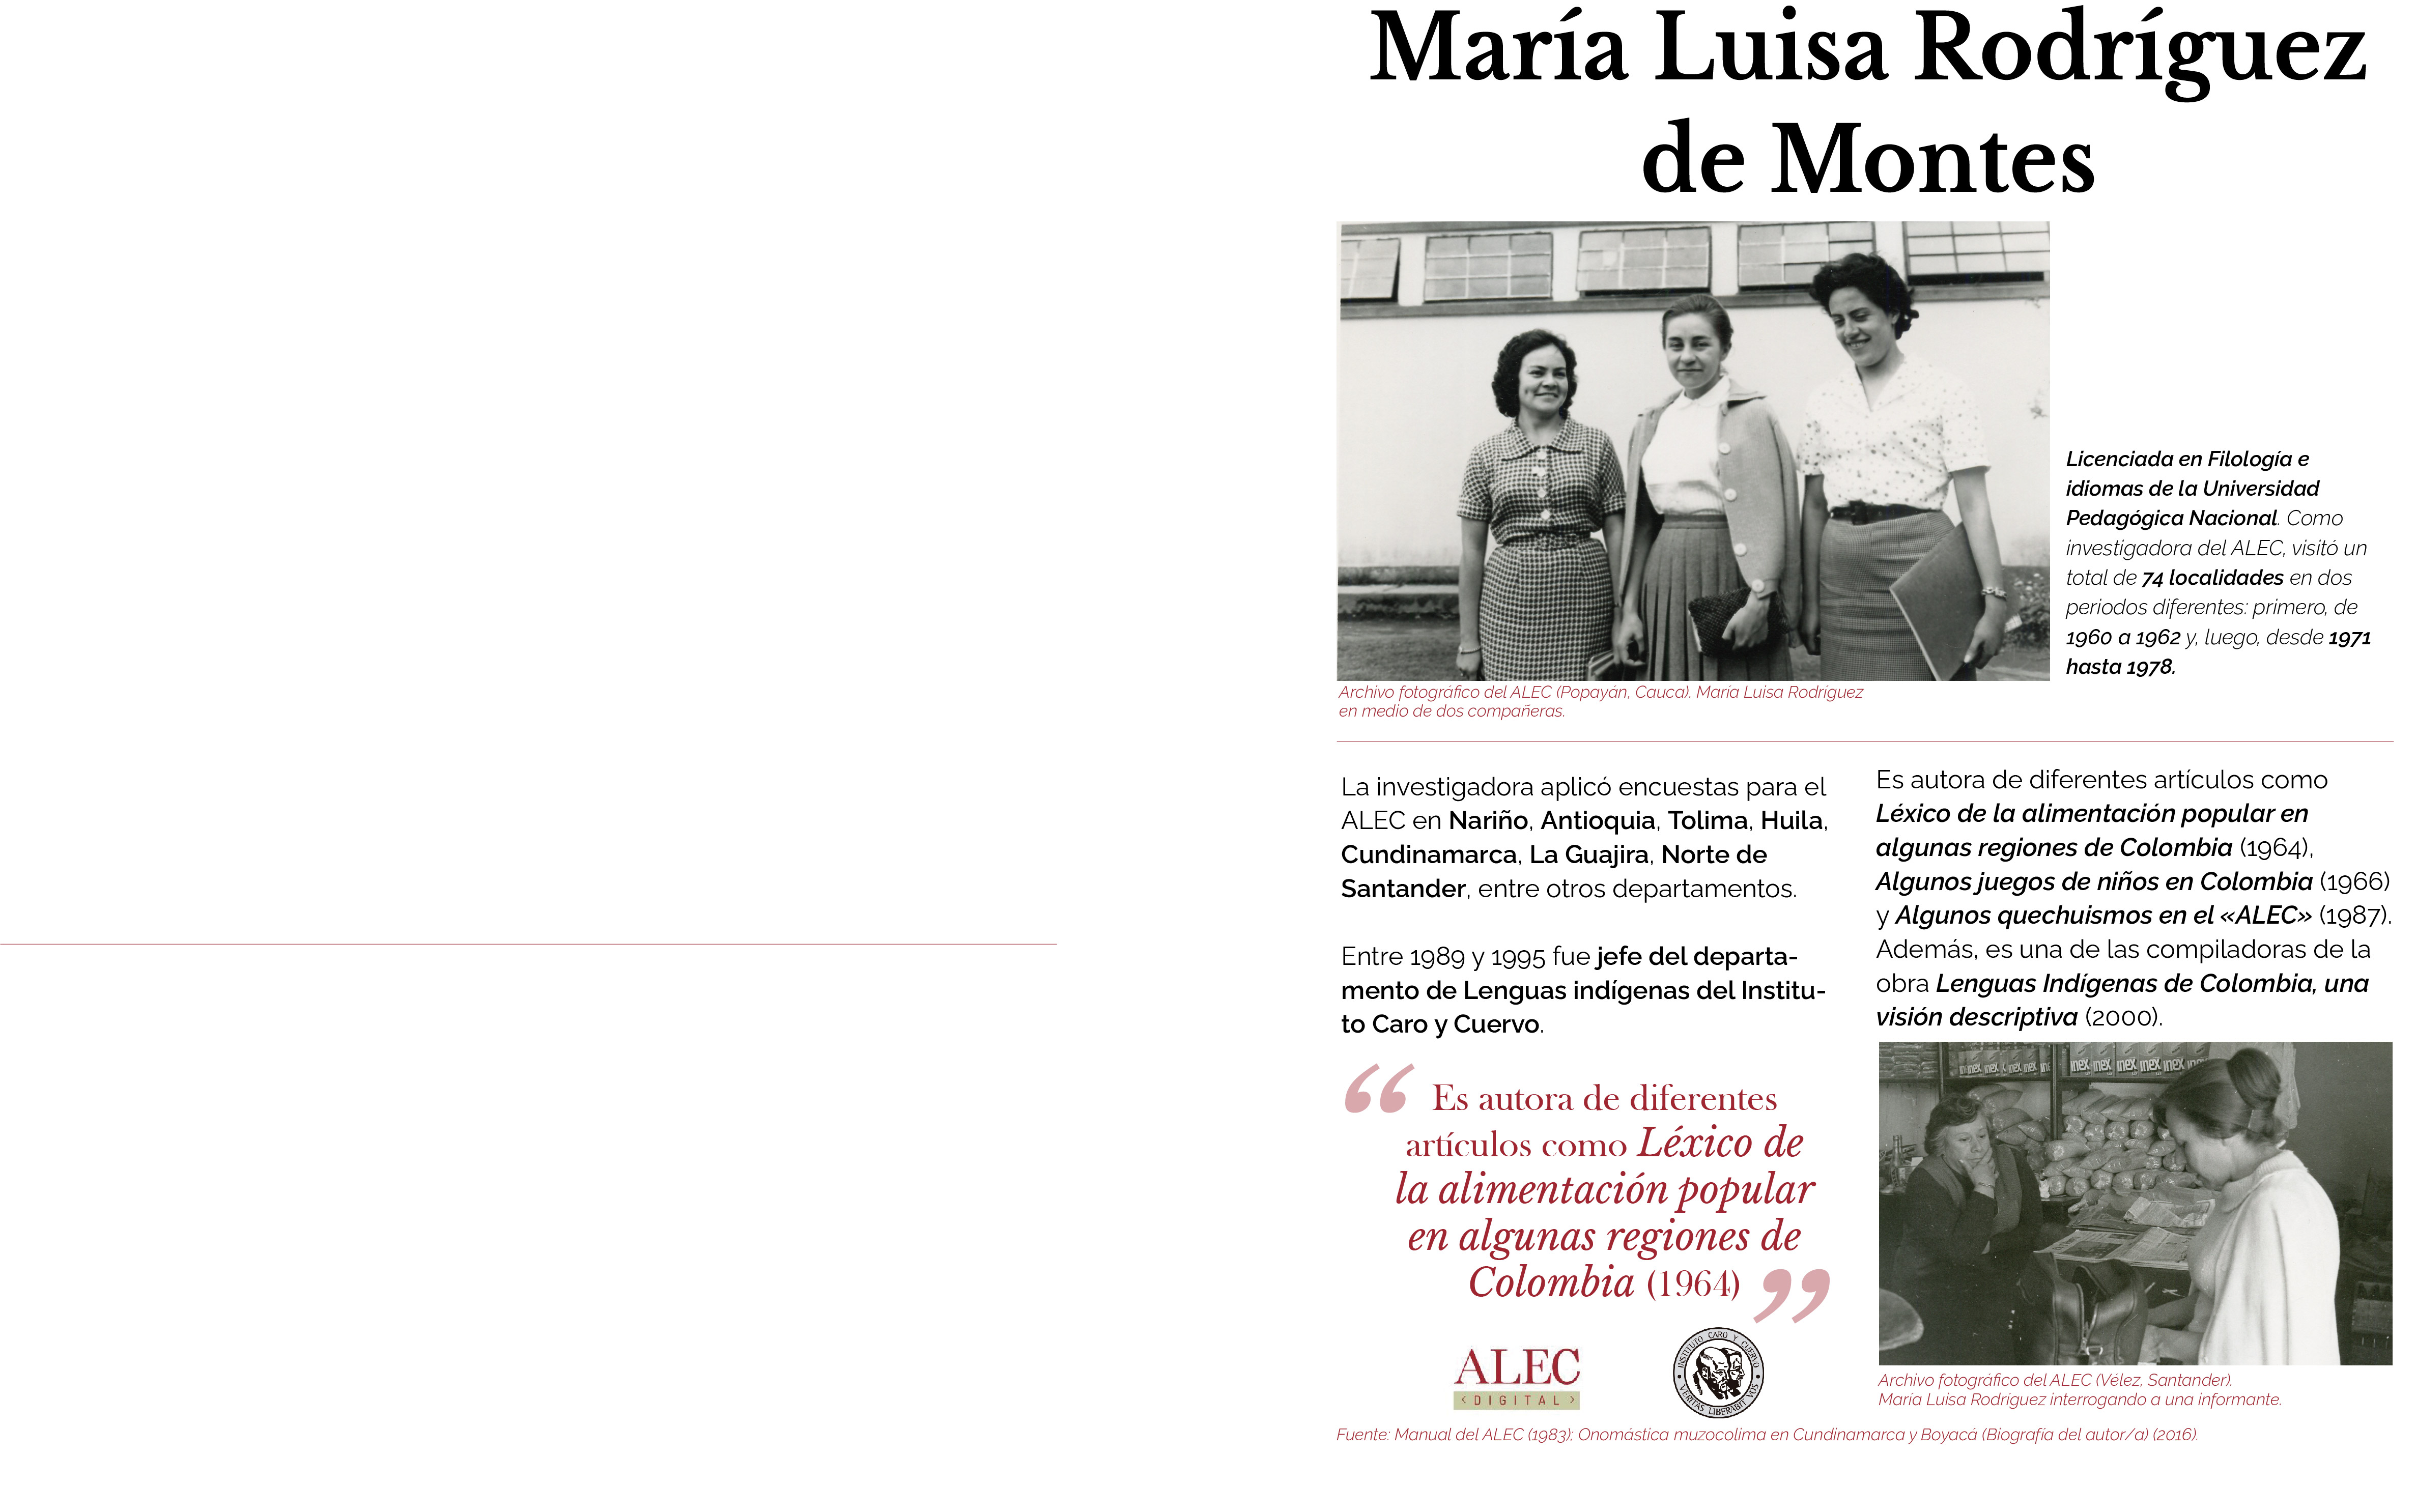 María Luisa Rodríguez
de Montes
Licenciada en Filología e
idiomas de la Universidad
Pedagógica Nacional. Como
investigadora del ALEC, visitó un
total de 74 localidades en dos
periodos diferentes: primero, de
1960 a 1962 y, luego, desde 1971
hasta 1978.
Archivo fotográfico del ALEC (Popayán, Cauca). María Luisa Rodríguez
en medio de dos compañeras.
La investigadora aplicó encuestas para el
ALEC en Nariño, Antioquia, Tolima, Huila,
Cundinamarca, La Guajira, Norte de
Santander, entre otros departamentos.
Entre 1989 y 1995 fue jefe del departa-
mento de Lenguas indígenas del Institu-
to Caro y Cuervo.
“ Es autora de diferentes
artículos como Léxico de
la alimentación popular
en algunas regiones de
Colombia (1964) ”
Es autora de diferentes artículos como
Léxico de la alimentación popular en
algunas regiones de Colombia (1964),
Algunos juegos de niños en Colombia (1966)
y Algunos quechuismos en el «ALEC» (1987).
Además, es una de las compiladoras de la
obra Lenguas Indígenas de Colombia, una
visión descriptiva (2000).
inex inex inex inex inex
inex inex inex inex inex
Archivo fotográfico del ALEC (Vélez, Santander).
María Luisa Rodríguez interrogando a una informante.
ALEC
‹ DIGITAL ›
INSTITUTO CARO Y CUERVO
VERITAS LIBERABIT VOS
Fuente: Manual del ALEC (1983); Onomástica muzocolima en Cundinamarca y Boyacá (Biografía del autor/a) (2016).